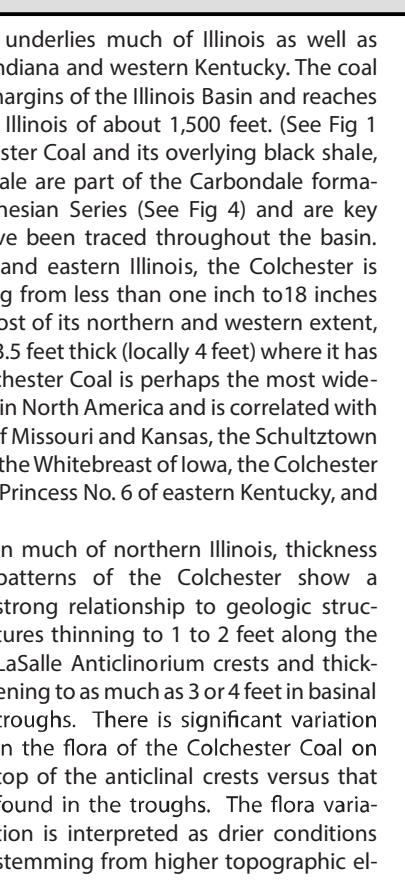 underlies much of Illinois as well as
ndiana and western Kentucky. The coal
margins of the Illinois Basin and reaches
Illinois of about 1,500 feet. (See Fig 1
ster Coal and its overlying black shale,
ale are part of the Carbondale forma-
nesian Series (See Fig 4) and are key
ve been traced throughout the basin.
and eastern Illinois, the Colchester is
g from less than one inch to18 inches
ost of its northern and western extent,
3.5 feet thick (locally 4 feet) where it has
chester Coal is perhaps the most wide-
in North America and is correlated with
f Missouri and Kansas, the Schultztown
the Whitebreast of Iowa, the Colchester
Princess No. 6 of eastern Kentucky, and
n much of northern Illinois, thickness
patterns of the Colchester show a
strong relationship to geologic struc-
tures thinning to 1 to 2 feet along the
LaSalle Anticlinorium crests and thick-
ening to as much as 3 or 4 feet in basinal
troughs. There is significant variation
n the flora of the Colchester Coal on
top of the anticlinal crests versus that
found in the troughs. The flora varia-
tion is interpreted as drier conditions
stemming from higher topographic el-